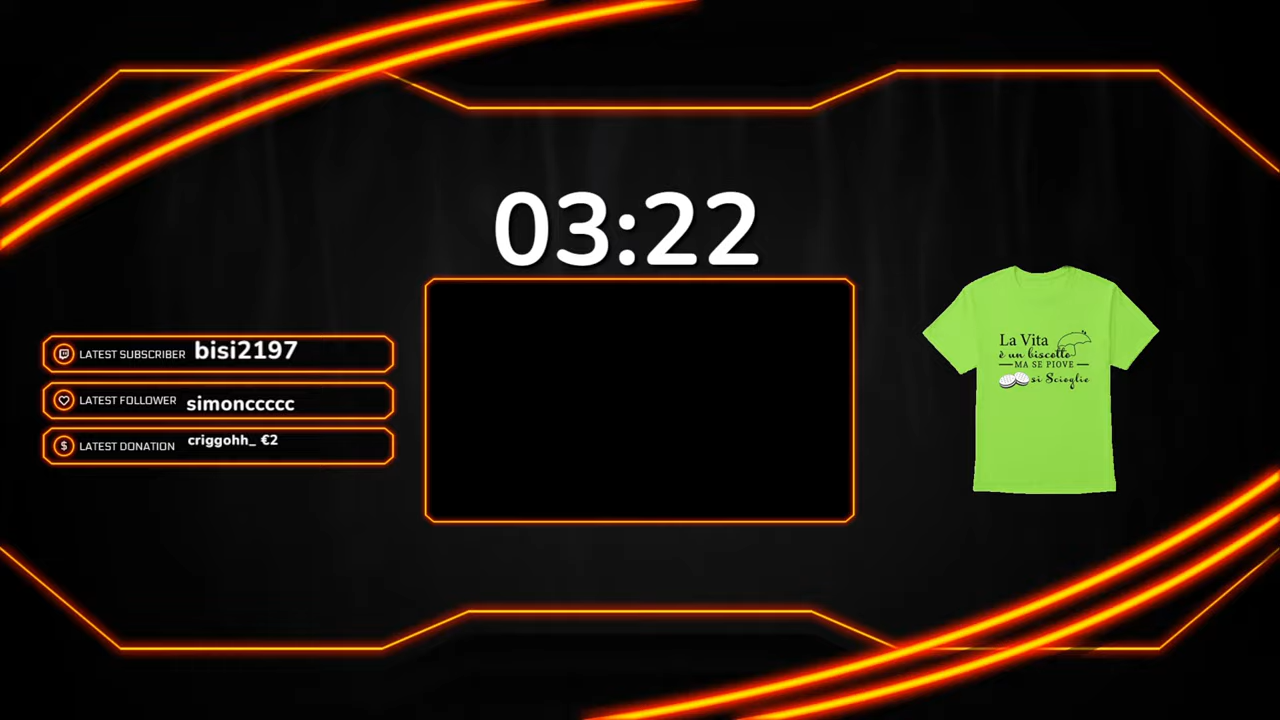 03:22
LATEST SUBSCRIBER bisi2197
LATEST FOLLOWER simonccccc
LATEST DONATION criggohh_ €2
La Vita
è un biscotto
MA SE PIOVE
si Scioglie